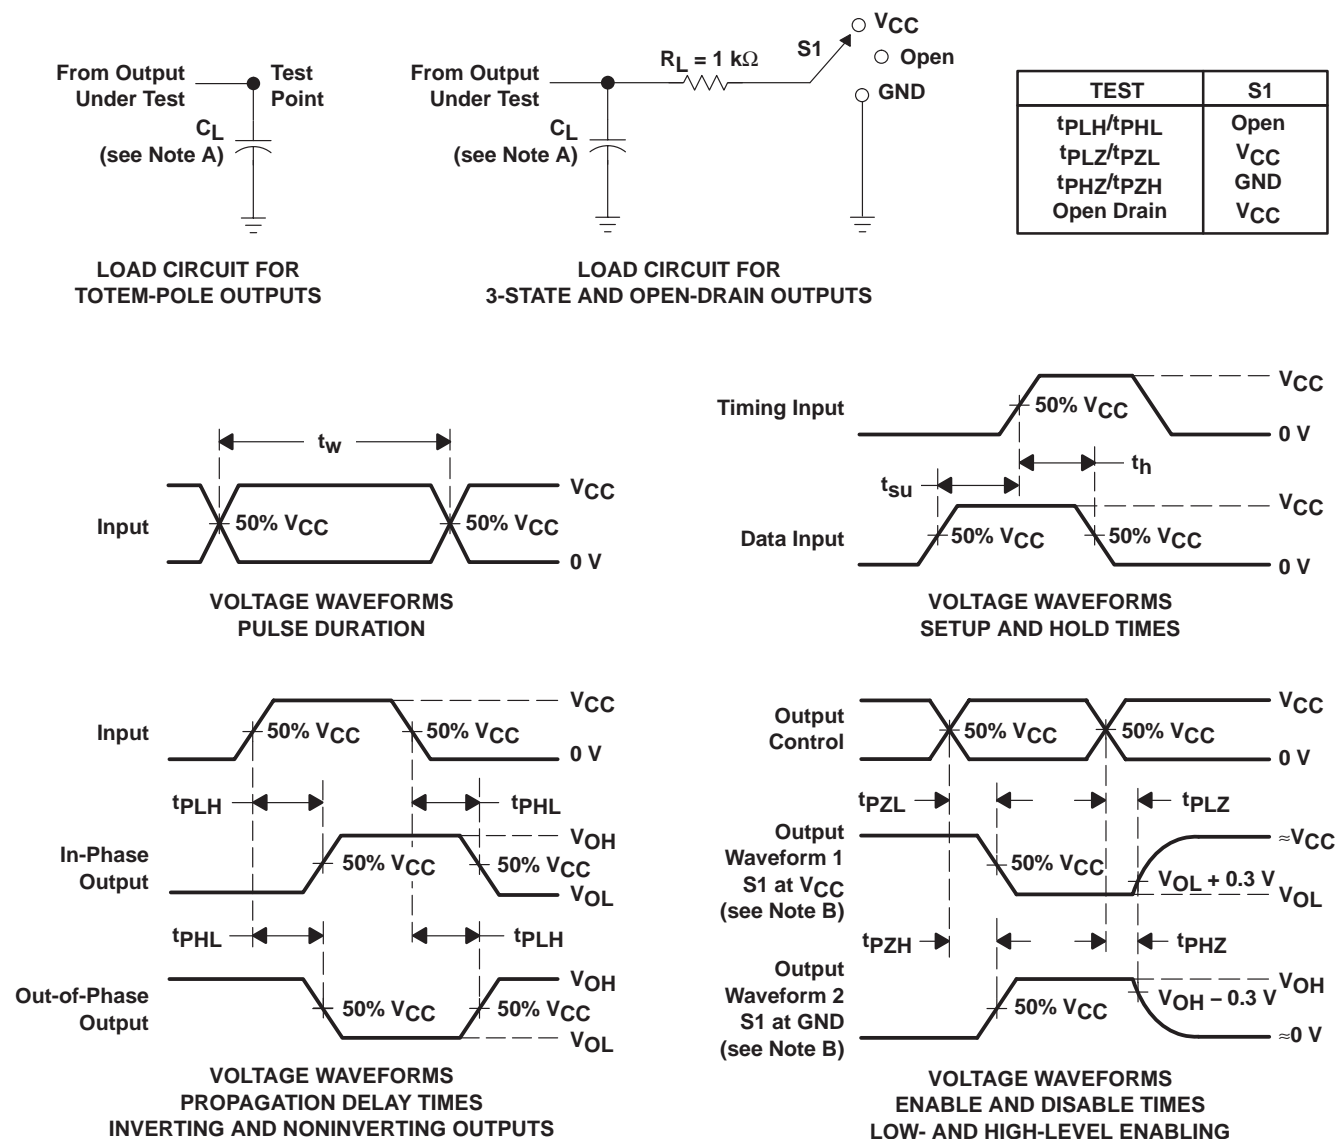 From Output
Under Test
Test
Point
CL
(see Note A)
LOAD CIRCUIT FOR
TOTEM-POLE OUTPUTS
From Output
Under Test
RL = 1 kΩ
S1
VCC
Open
GND
CL
(see Note A)
LOAD CIRCUIT FOR
3-STATE AND OPEN-DRAIN OUTPUTS
TEST S1
tPLH/tPHL Open
tPLZ/tPZL VCC
tPHZ/tPZH GND
Open Drain VCC
tw
Input
50% VCC
50% VCC
VCC
0 V
VOLTAGE WAVEFORMS
PULSE DURATION
Timing Input
50% VCC
VCC
0 V
tsu
th
Data Input
50% VCC
50% VCC
VCC
0 V
VOLTAGE WAVEFORMS
SETUP AND HOLD TIMES
Input
50% VCC
50% VCC
VCC
0 V
tPLH
tPHL
In-Phase
Output
50% VCC
50% VCC
VOH
VOL
tPHL
tPLH
Out-of-Phase
Output
50% VCC
50% VCC
VOH
VOL
VOLTAGE WAVEFORMS
PROPAGATION DELAY TIMES
INVERTING AND NONINVERTING OUTPUTS
Output
Control
50% VCC
50% VCC
VCC
0 V
tPZL
tPLZ
Output
Waveform 1
S1 at VCC
(see Note B)
50% VCC
≈VCC
VOL + 0.3 V
VOL
tPZH
tPHZ
Output
Waveform 2
S1 at GND
(see Note B)
50% VCC
VOH
VOH − 0.3 V
≈0 V
VOLTAGE WAVEFORMS
ENABLE AND DISABLE TIMES
LOW- AND HIGH-LEVEL ENABLING